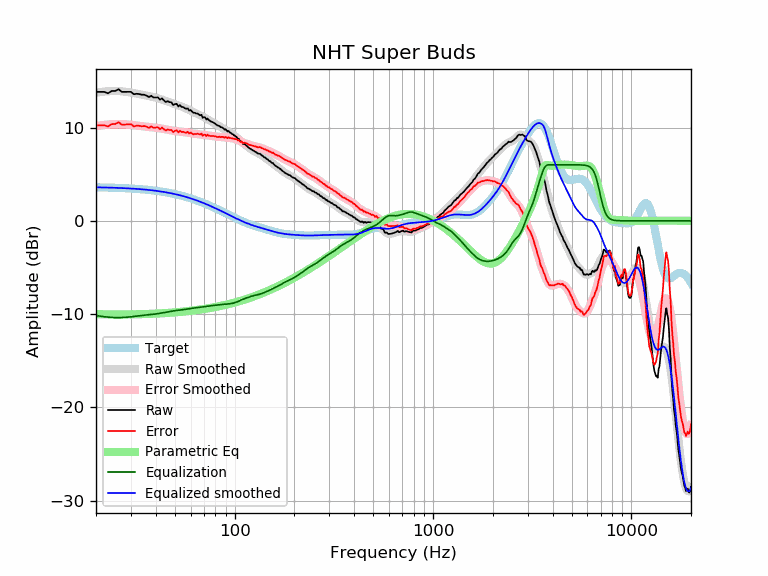 NHT Super Buds
Amplitude (dBr)
10
0
−10
−20
−30
Target
Raw Smoothed
Error Smoothed
Raw
Error
Parametric Eq
Equalization
Equalized smoothed
100 1000 10000
Frequency (Hz)